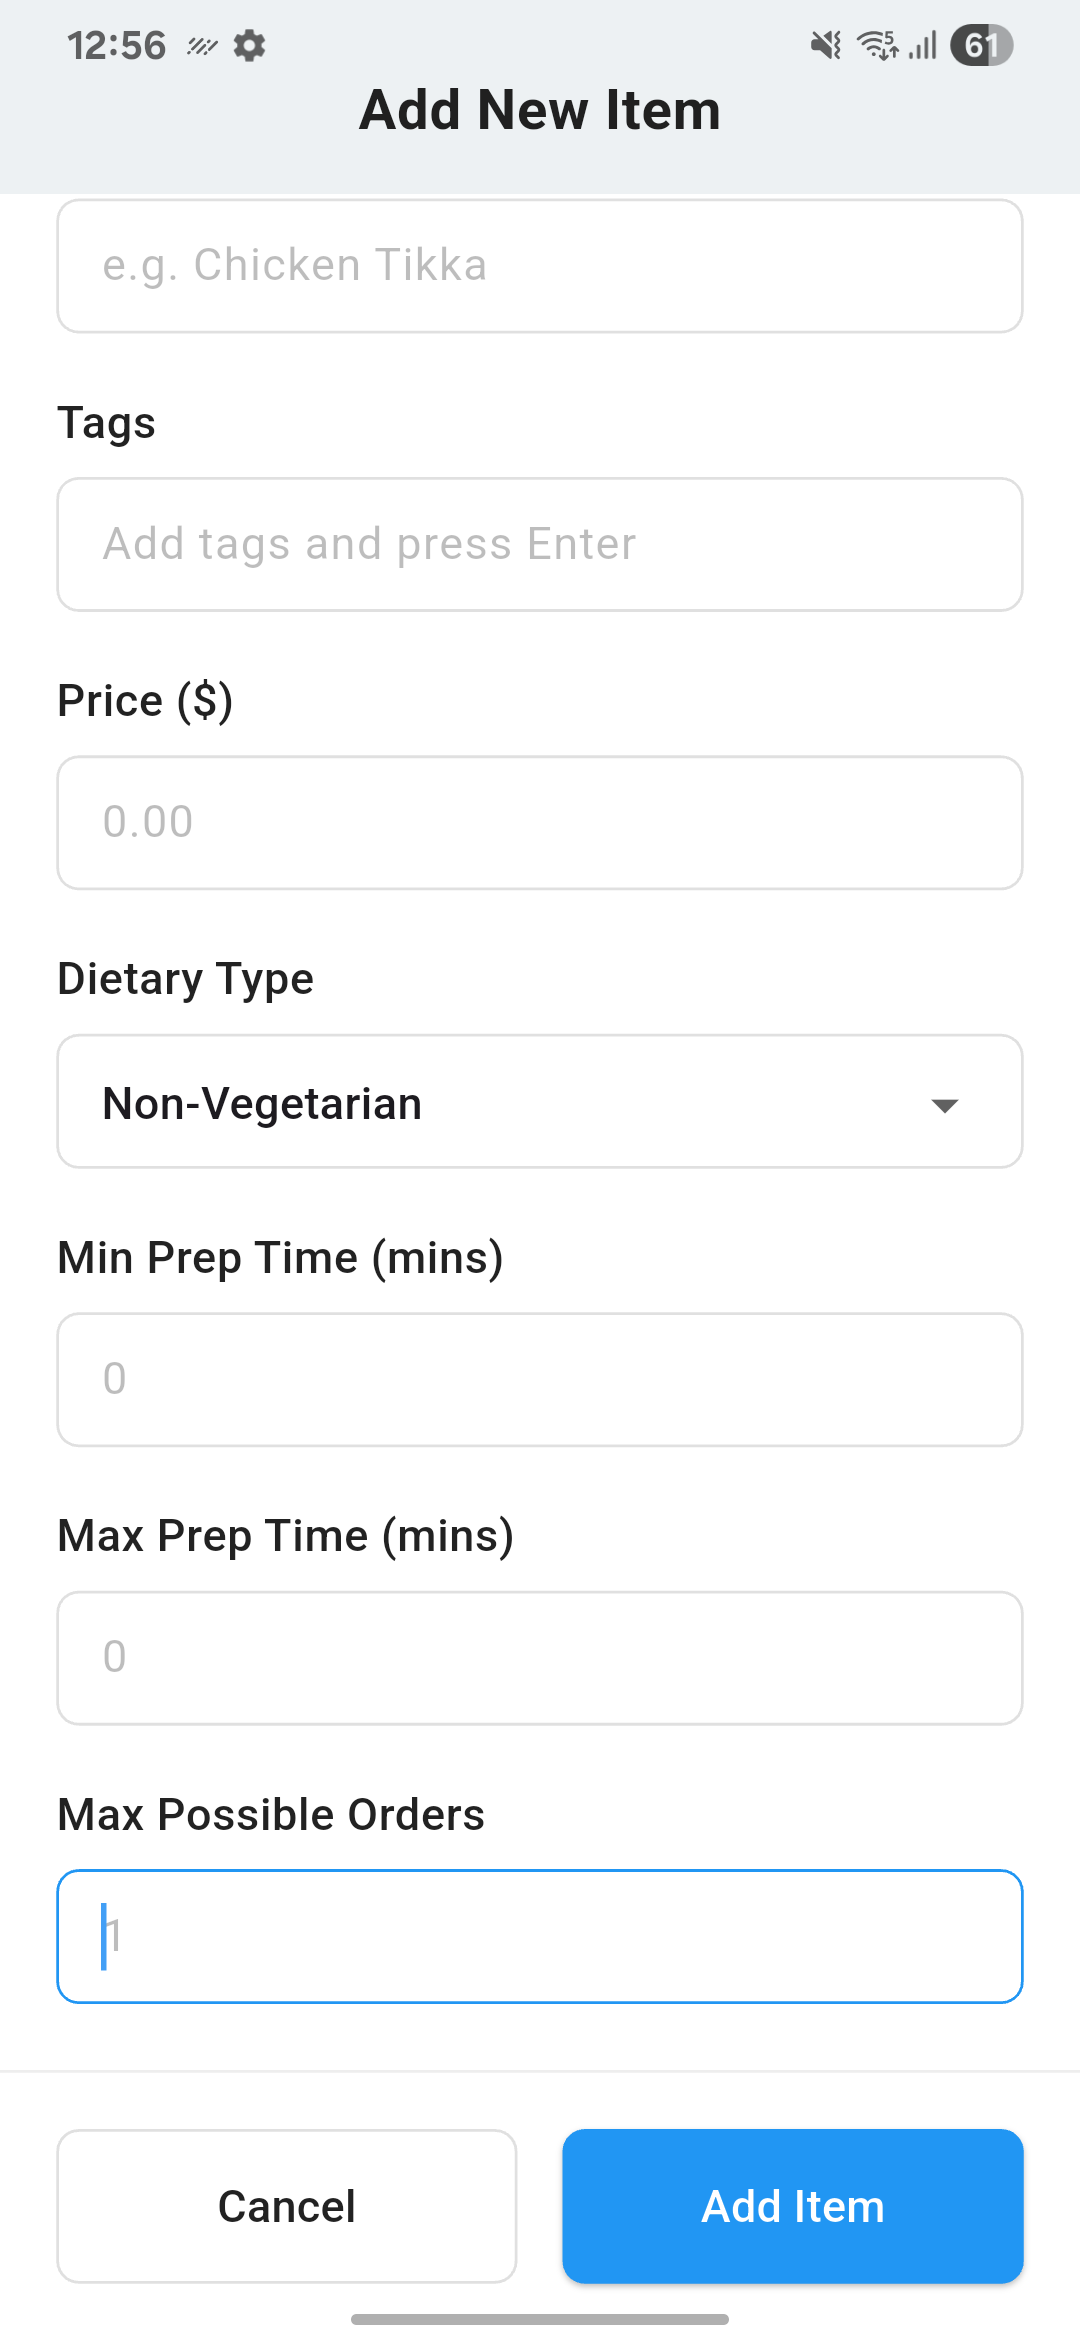 12:56
5
61
Add New Item
e.g. Chicken Tikka
Tags
Add tags and press Enter
Price ($)
0.00
Dietary Type
Non-Vegetarian
Min Prep Time (mins)
0
Max Prep Time (mins)
0
Max Possible Orders
1
Cancel
Add Item